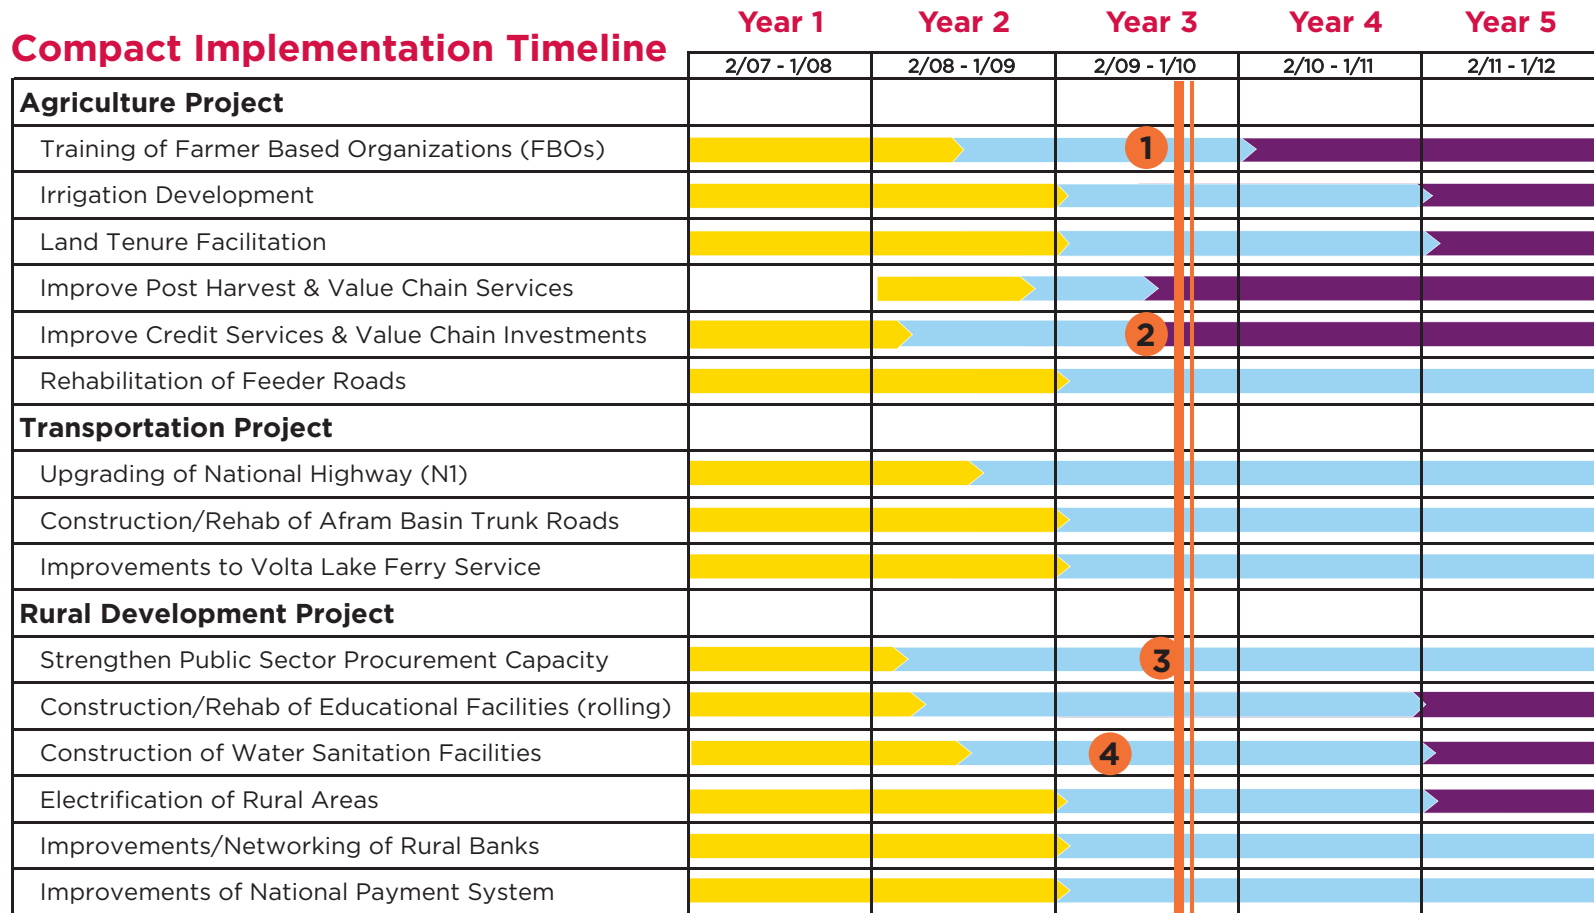 Year 1 Year 2 Year 3 Year 4 Year 5
Compact Implementation Timeline
2/07 - 1/08 2/08 - 1/09 2/09 - 1/10 2/10 - 1/11 2/11 - 1/12
Agriculture Project
Training of Farmer Based Organizations (FBOs) 1
Irrigation Development
Land Tenure Facilitation
Improve Post Harvest & Value Chain Services
Improve Credit Services & Value Chain Investments 2
Rehabilitation of Feeder Roads
Transportation Project
Upgrading of National Highway (N1)
Construction/Rehab of Afram Basin Trunk Roads
Improvements to Volta Lake Ferry Service
Rural Development Project
Strengthen Public Sector Procurement Capacity 3
Construction/Rehab of Educational Facilities (rolling)
Construction of Water Sanitation Facilities 4
Electrification of Rural Areas
Improvements/Networking of Rural Banks
Improvements of National Payment System